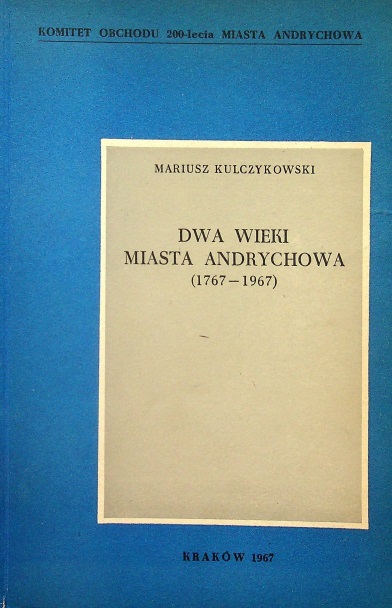 KOMITET OBCHODU 200-lecia MIASTA ANDRYCHOWA
MARIUSZ KULCZYKOWSKI
DWA WIEKI
MIASTA ANDRYCHOWA
(1767—1967)
KRAKÓW 1967